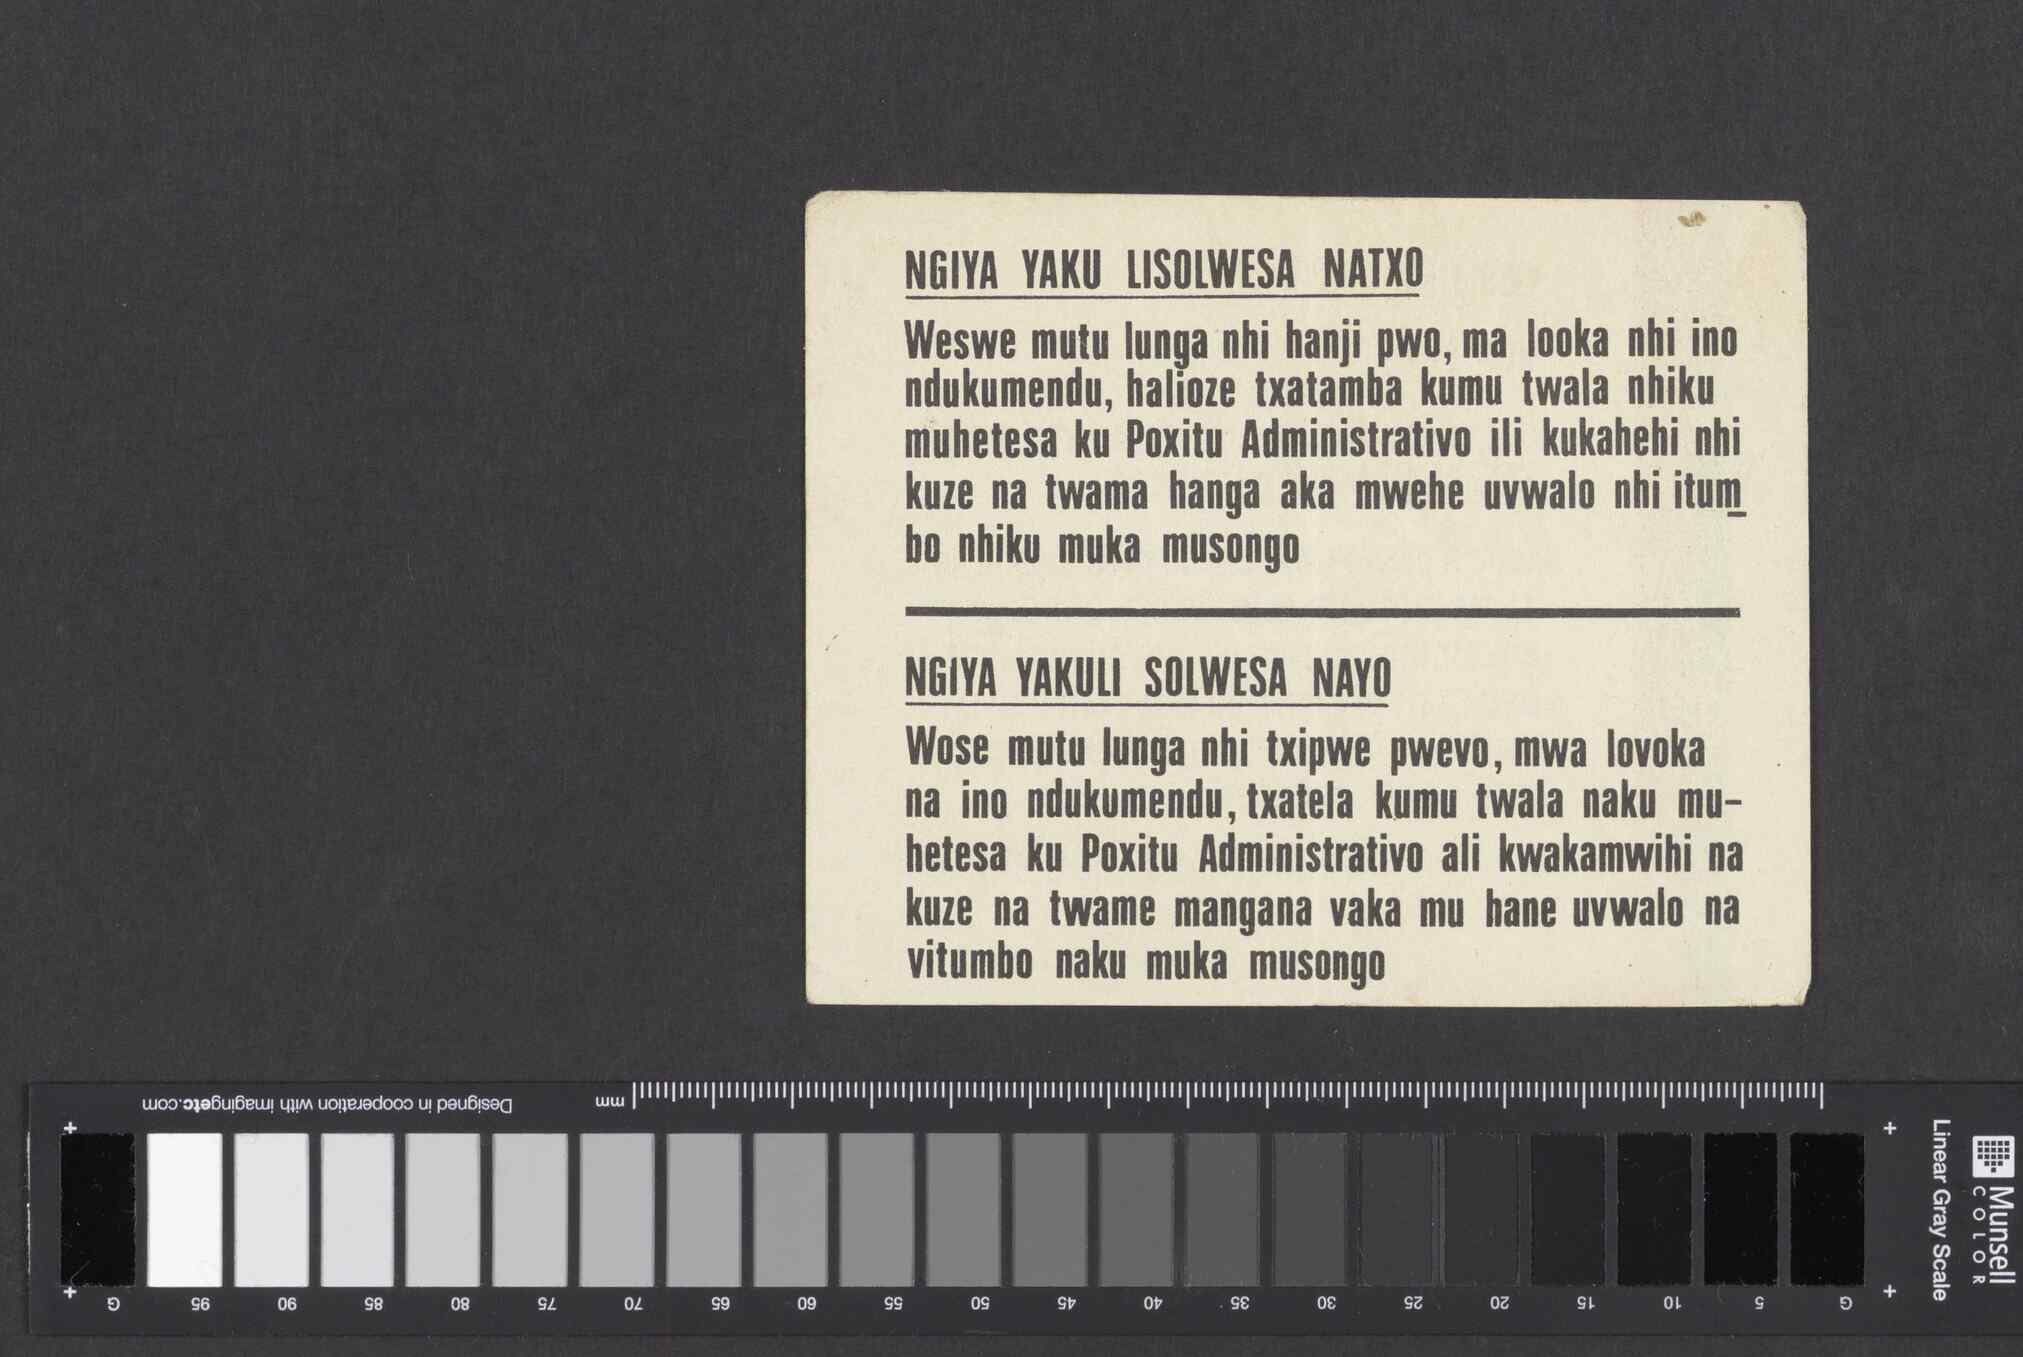 NGIYA YAKU LISOLWESA NATXO
Weswe mutu lunga nhi hanji pwo, ma looka nhi ino
ndukumendu, halioze txatamba kumu twala nhiku
muhetesa ku Poxitu Administrativo ili kukahehi nhi
kuze na twama hanga aka mwehe uvwalo nhi itum
bo nhiku muka musongo
NGIYA YAKULI SOLWESA NAYO
Wose mutu lunga nhi txipwe pwevo, mwa lovoka
na ino ndukumendu, txatela kumu twala naku mu-
hetesa ku Poxitu Administrativo ali kwakamwihi na
kuze na twame mangana vaka mu hane uvwalo na
vitumbo naku muka musongo
Designed in cooperation with imagingetc.com
mm
G 95 90 85 80 75 70 65 60 55 50 45 40 35 30 25 20 15 10 5 G
Linear Gray Scale
Munsell
COLOR